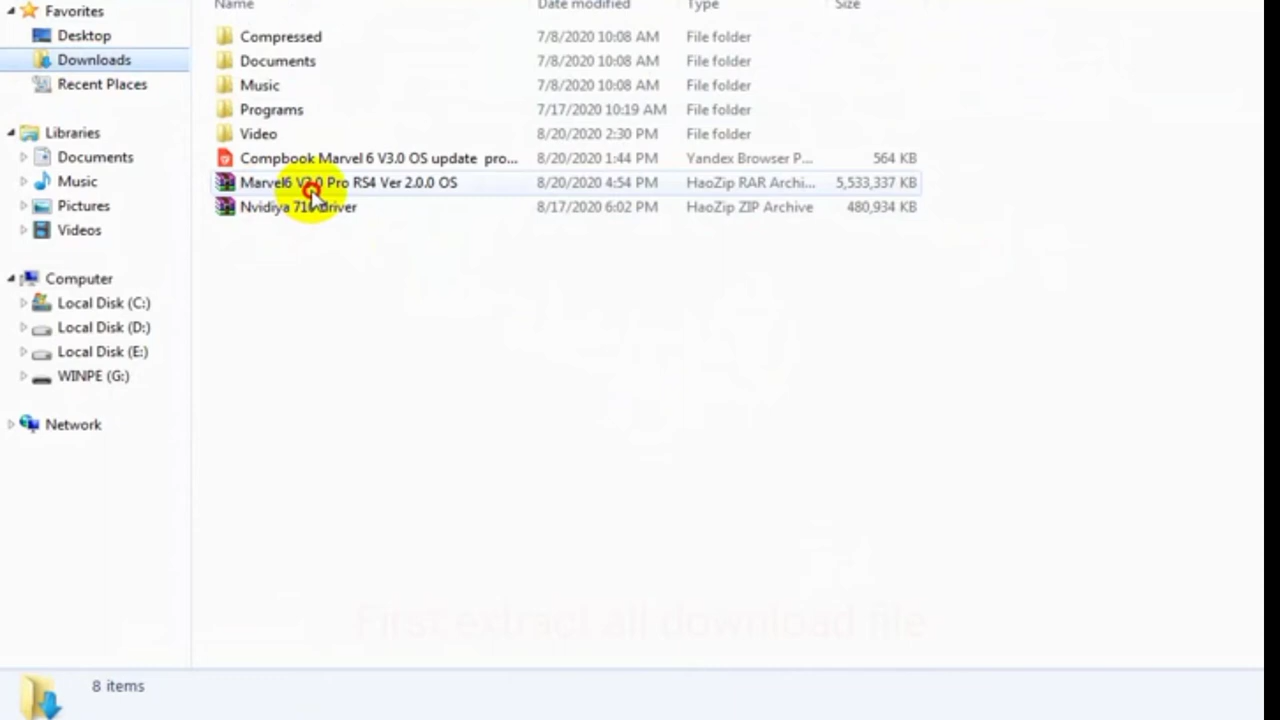 Name Date modified Type Size
Favorites
Desktop
Downloads
Recent Places
Libraries
Documents
Music
Pictures
Videos
Computer
Local Disk (C:)
Local Disk (D:)
Local Disk (E:)
WINPE (G:)
Network
Compressed 7/8/2020 10:08 AM File folder
Documents 7/8/2020 10:08 AM File folder
Music 7/8/2020 10:08 AM File folder
Programs 7/17/2020 10:19 AM File folder
Video 8/20/2020 2:30 PM File folder
Compbook Marvel 6 V3.0 OS update pro... 8/20/2020 1:44 PM Yandex Browser P... 564 KB
Marvel6 V3.0 Pro RS4 Ver 2.0.0 OS 8/20/2020 4:54 PM HaoZip RAR Archi... 5,533,337 KB
Nvidiya driver 8/17/2020 6:02 PM HaoZip ZIP Archive 480,934 KB
First extract all download file
8 items